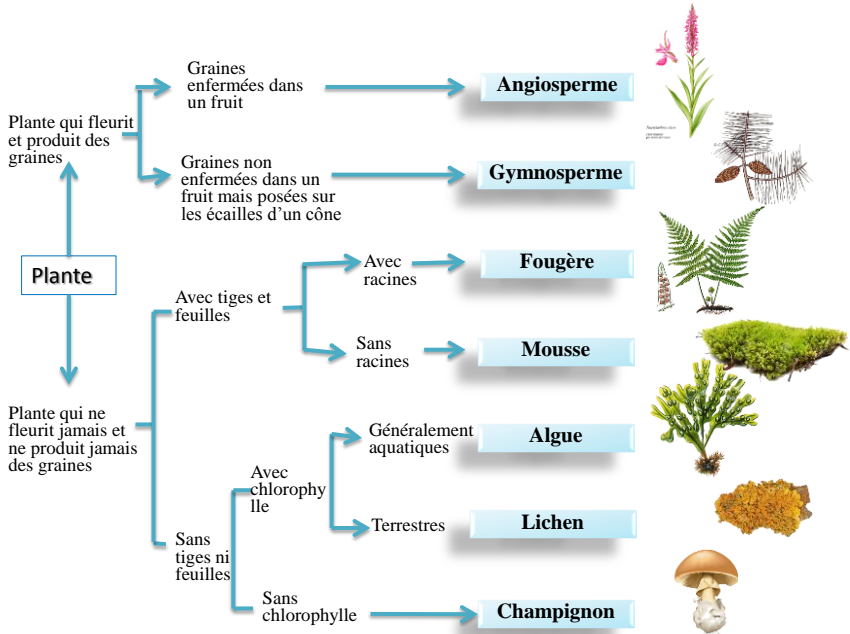 Graines
enfermées dans
un fruit
Angiosperme
Plante qui fleurit
et produit des
graines
Graines non
enfermées dans un
fruit mais posées sur
les écailles d'un cône
Gymnosperme
Plante
Avec tiges et
feuilles
Avec
racines
Fougère
Sans
racines
Mousse
Plante qui ne
fleurit jamais et
ne produit jamais
des graines
Sans
tiges ni
feuilles
Avec
chlorophy
lle
Généralement
aquatiques
Algue
Terrestres
Lichen
Sans
chlorophylle
Champignon